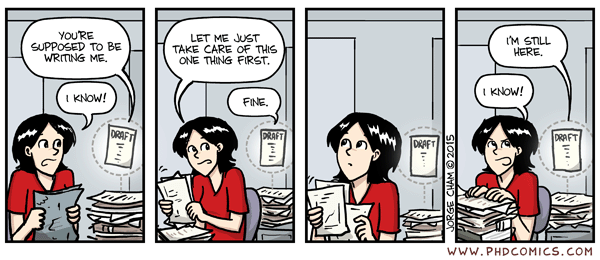 YOU'RE
SUPPOSED TO BE
WRITING ME.
I KNOW!
DRAFT
LET ME JUST
TAKE CARE OF THIS
ONE THING FIRST.
FINE.
DRAFT
DRAFT
JORGE CHAM © 2015
I'M STILL
HERE.
I KNOW!
DRAFT
WWW.PHDCOMICS.COM